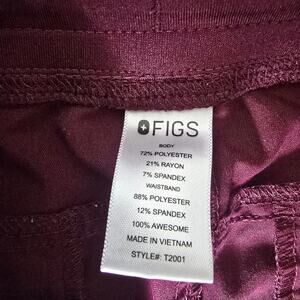 FIGS
BODY
72% POLYESTER
21% RAYON
7% SPANDEX
WAISTBAND
88% POLYESTER
12% SPANDEX
100% AWESOME
MADE IN VIETNAM
STYLE#: T2001